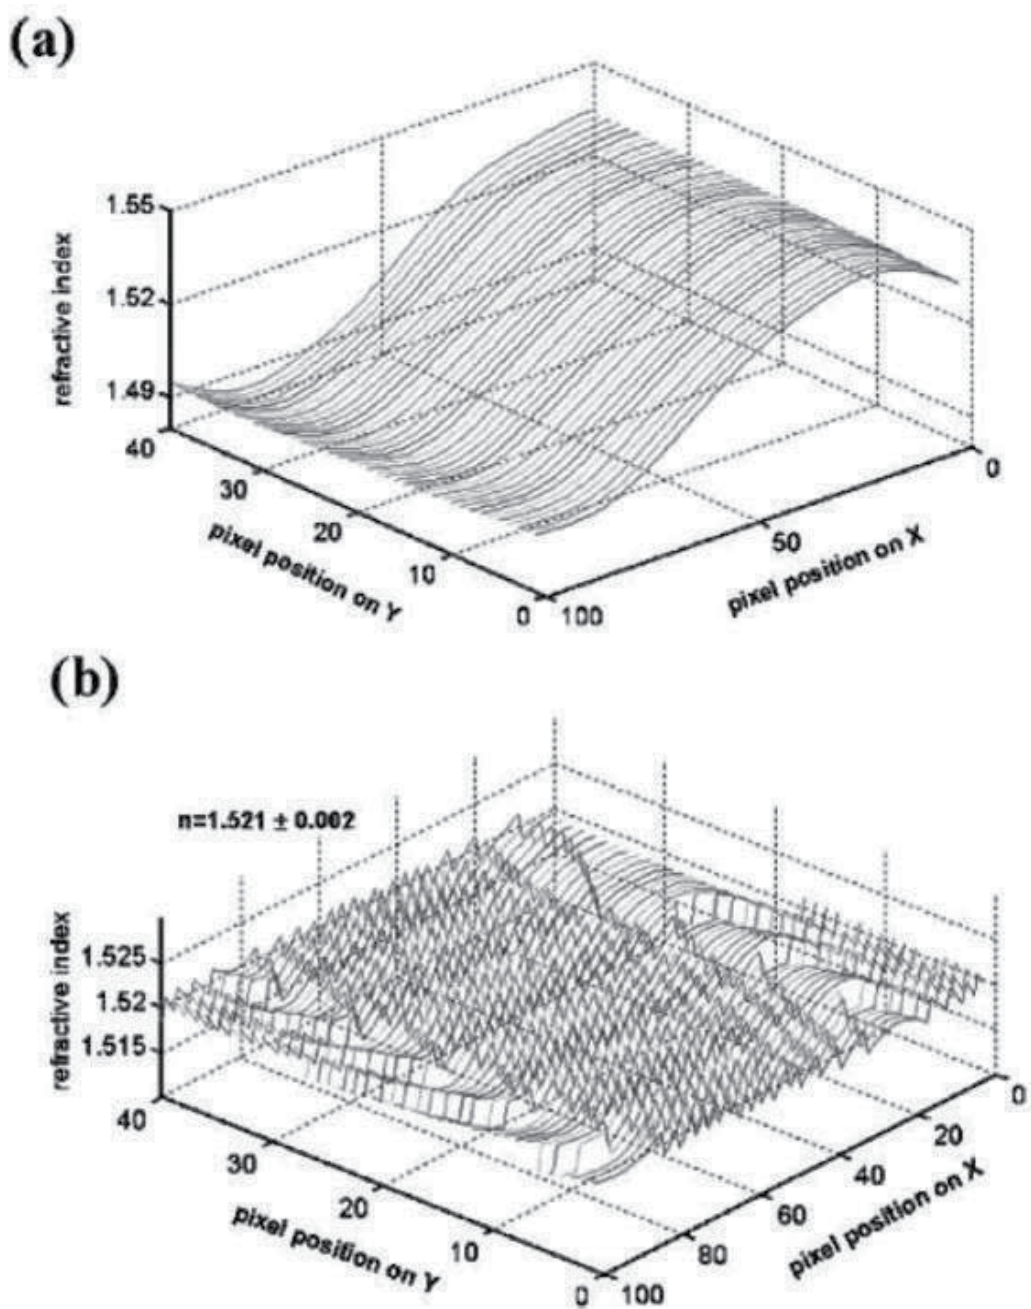 (a)
1.55
1.52
1.49
refractive index
40
30
20
10
0
pixel position on Y
100
50
0
pixel position on X
(b)
n=1.521 ± 0.002
1.525
1.52
1.515
refractive index
40
30
20
10
0
pixel position on Y
100
80
60
40
20
0
pixel position on X